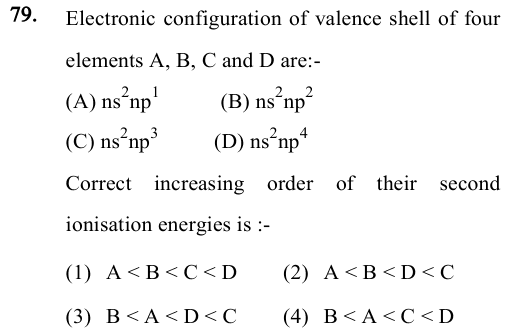 79. Electronic configuration of valence shell of four
elements A, B, C and D are:-
(A) ns²np¹ (B) ns²np²
(C) ns²np³ (D) ns²np⁴
Correct increasing order of their second
ionisation energies is :-
(1) A < B < C < D (2) A < B < D < C
(3) B < A < D < C (4) B < A < C < D